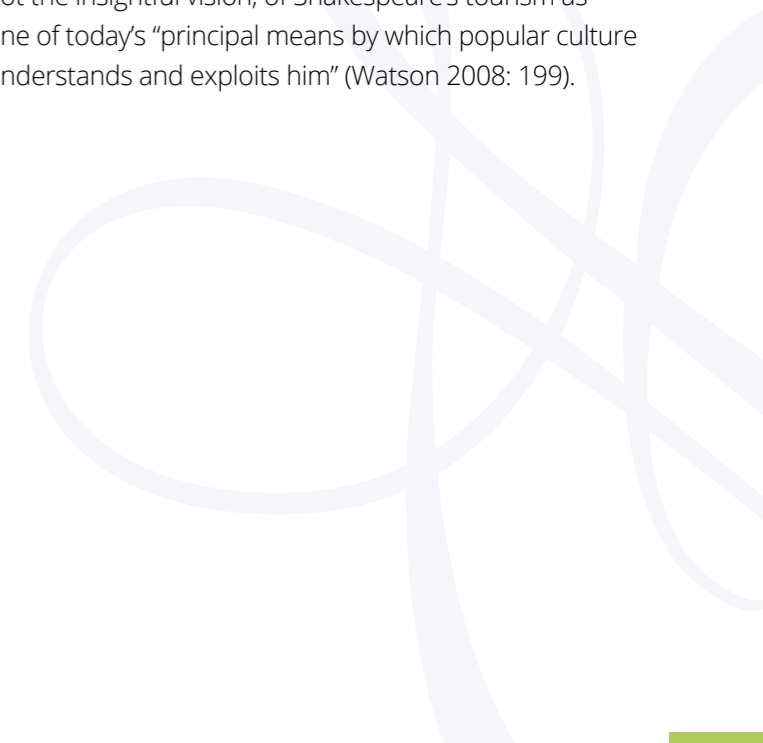 ot the insightful vision, of Shakespeare's tourism as
ne of today's “principal means by which popular culture
nderstands and exploits him” (Watson 2008: 199).